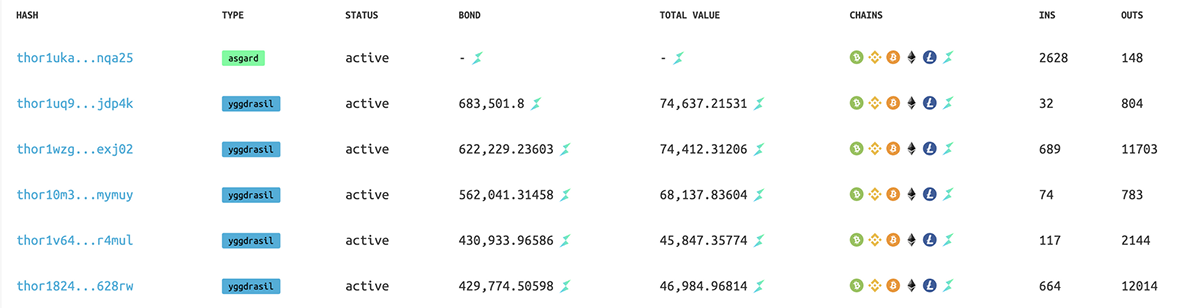 HASH TYPE STATUS BOND TOTAL VALUE CHAINS INS OUTS
thor1uka...nqa25 asgard active - - 2628 148
thor1uq9...jdp4k yggdrasil active 683,501.8 74,637.21531 32 804
thor1wzg...exj02 yggdrasil active 622,229.23603 74,412.31206 689 11703
thor10m3...mymuy yggdrasil active 562,041.31458 68,137.83604 74 783
thor1v64...r4mul yggdrasil active 430,933.96586 45,847.35774 117 2144
thor1824...628rw yggdrasil active 429,774.50598 46,984.96814 664 12014